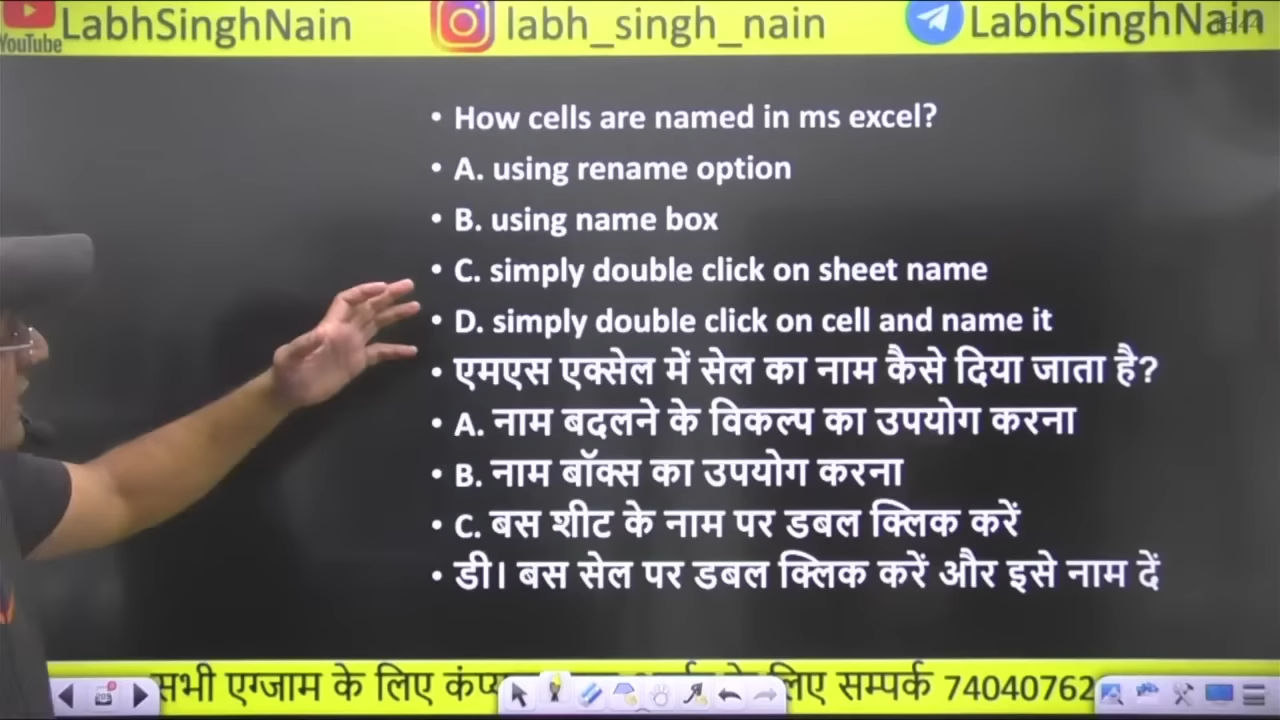 YouTube LabhSinghNain labh_singh_nain LabhSinghNain
• How cells are named in ms excel?
• A. using rename option
• B. using name box
• C. simply double click on sheet name
• D. simply double click on cell and name it
• एमएस एक्सेल में सेल का नाम कैसे दिया जाता है?
• A. नाम बदलने के विकल्प का उपयोग करना
• B. नाम बॉक्स का उपयोग करना
• C. बस शीट के नाम पर डबल क्लिक करें
• डी। बस सेल पर डबल क्लिक करें और इसे नाम दें
सभी एग्जाम के लिए लिए सम्पर्क 74040762